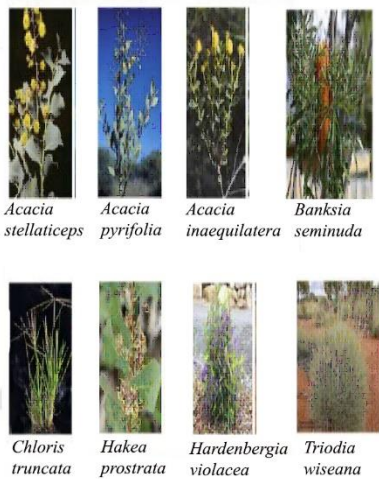 Acacia stellaticeps
Acacia pyrifolia
Acacia inaequilatera
Banksia seminuda
Chloris truncata
Hakea prostrata
Hardenbergia violacea
Triodia wiseana